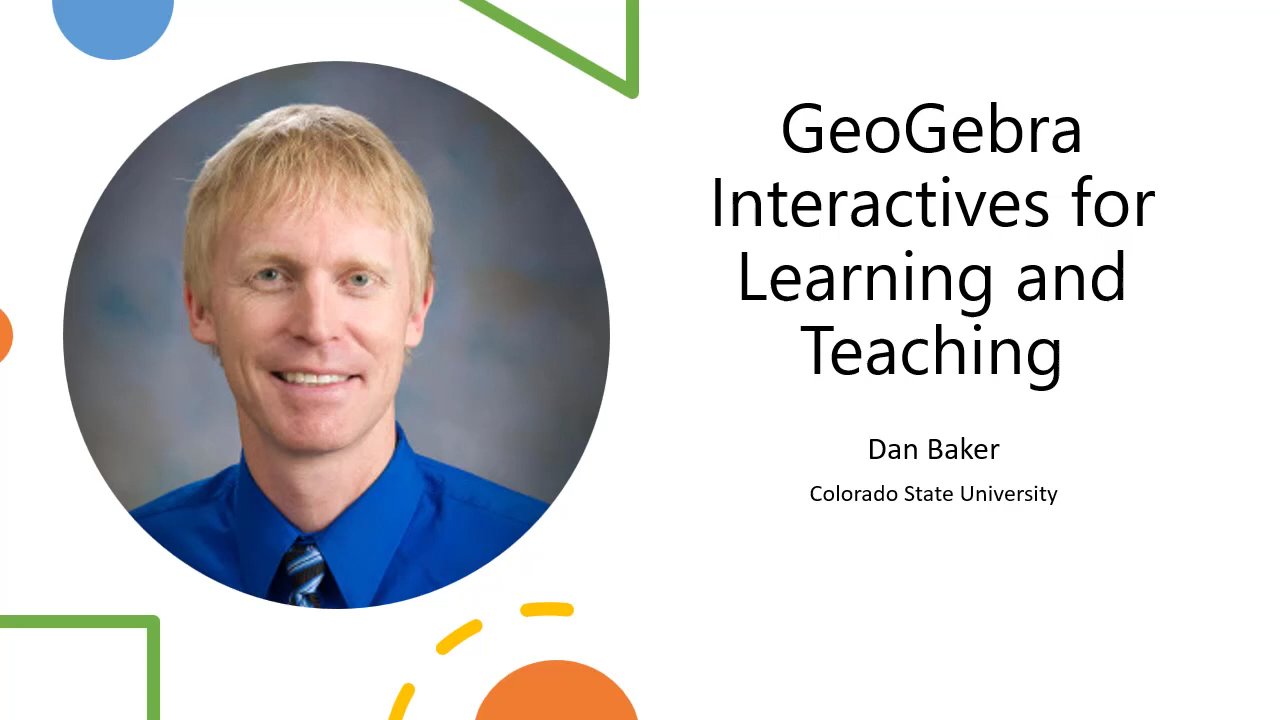 GeoGebra
Interactives for
Learning and
Teaching
Dan Baker
Colorado State University